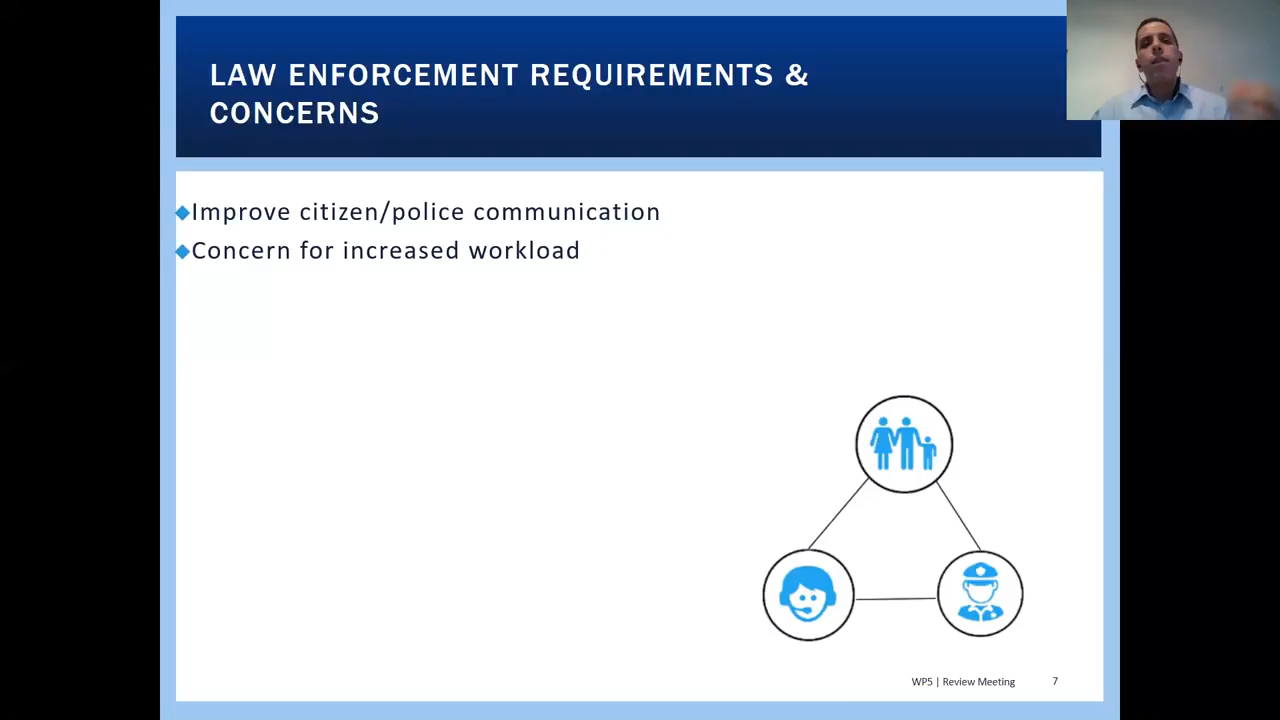 LAW ENFORCEMENT REQUIREMENTS &
CONCERNS
Improve citizen/police communication
Concern for increased workload
WP5 | Review Meeting 7